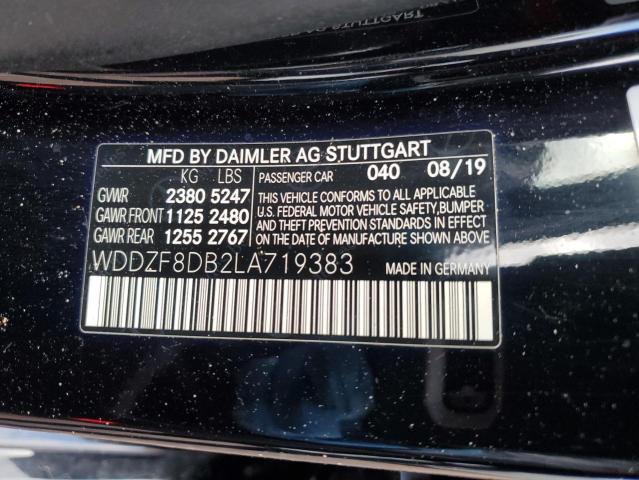 STUTTGART
MFD BY DAIMLER AG STUTTGART
KG LBS PASSENGER CAR 040 08/19
GVWR 2380 5247
GAWR FRONT 1125 2480
GAWR REAR 1255 2767
THIS VEHICLE CONFORMS TO ALL APPLICABLE
U.S. FEDERAL MOTOR VEHICLE SAFETY, BUMPER
AND THEFT PREVENTION STANDARDS IN EFFECT
ON THE DATE OF MANUFACTURE SHOWN ABOVE
WDDZF8DB2LA719383 MADE IN GERMANY